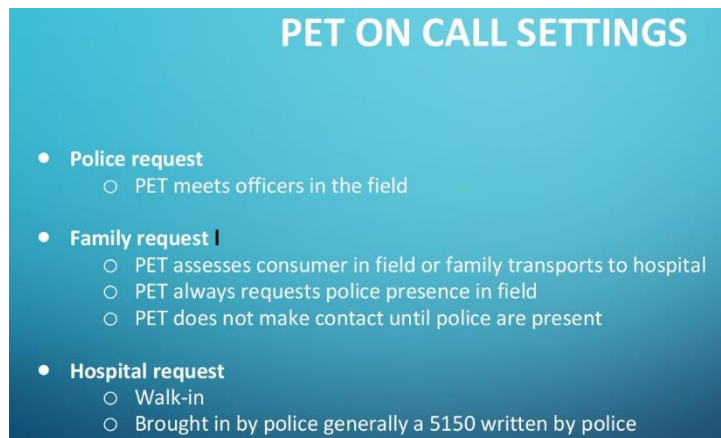 PET ON CALL SETTINGS
● Police request
○ PET meets officers in the field
● Family request
○ PET assesses consumer in field or family transports to hospital
○ PET always requests police presence in field
○ PET does not make contact until police are present
● Hospital request
○ Walk-in
○ Brought in by police generally a 5150 written by police